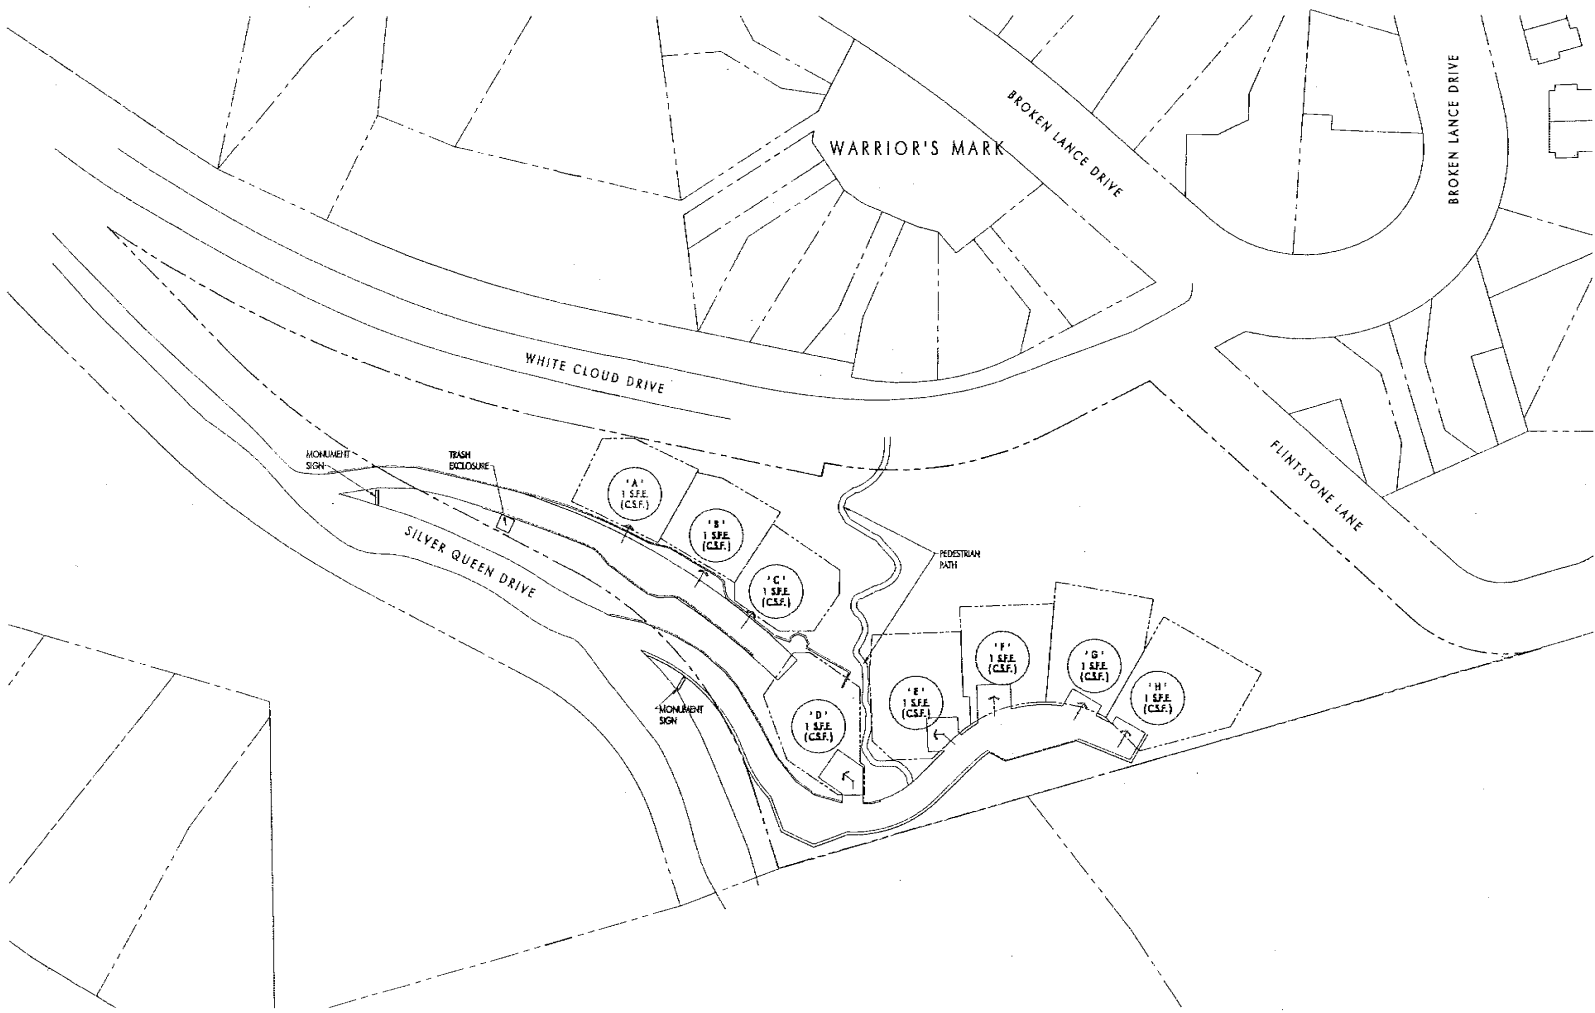 BROKEN LANCE DRIVE
BROKEN LANCE DRIVE
WARRIOR'S MARK
WHITE CLOUD DRIVE
FLINTSTONE LANE
MONUMENT
SIGN
TRASH
EXCLOSURE
SILVER QUEEN DRIVE
'A'
1 S.F.E.
(C.S.F.)
'B'
1 S.F.E.
(C.S.F.)
'C'
1 S.F.E.
(C.S.F.)
PEDESTRIAN
PATH
'D'
1 S.F.E.
(C.S.F.)
'E'
1 S.F.E.
(C.S.F.)
'F'
1 S.F.E.
(C.S.F.)
'G'
1 S.F.E.
(C.S.F.)
'H'
1 S.F.E.
(C.S.F.)
MONUMENT
SIGN